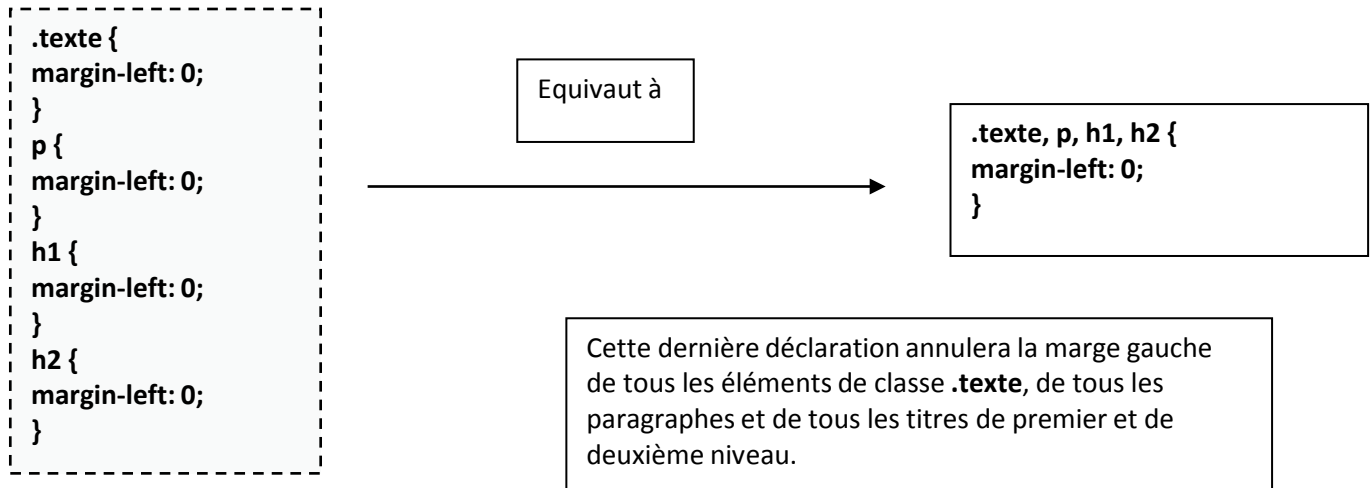 .texte {
margin-left: 0;
}
p {
margin-left: 0;
}
h1 {
margin-left: 0;
}
h2 {
margin-left: 0;
}
Equivaut à
.texte, p, h1, h2 {
margin-left: 0;
}
Cette dernière déclaration annulera la marge gauche
de tous les éléments de classe .texte, de tous les
paragraphes et de tous les titres de premier et de
deuxième niveau.